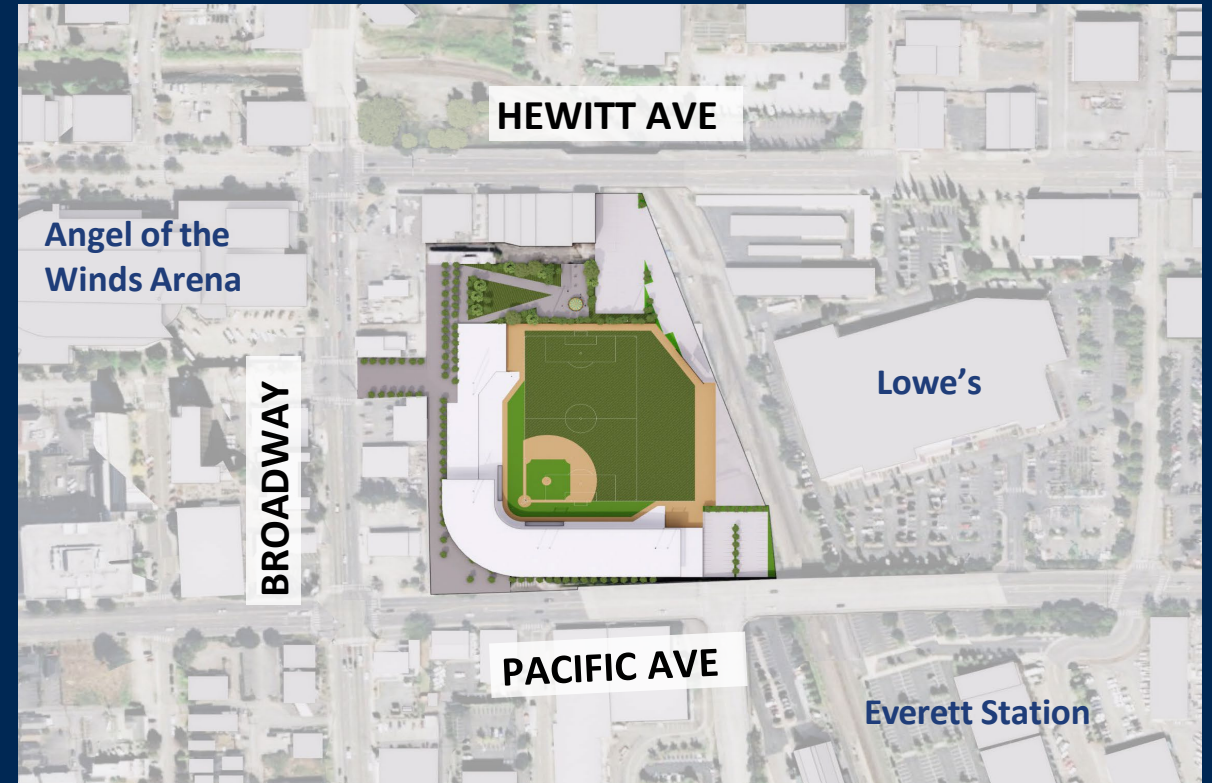 HEWITT AVE
Angel of the
Winds Arena
Lowe’s
BROADWAY
PACIFIC AVE
Everett Station